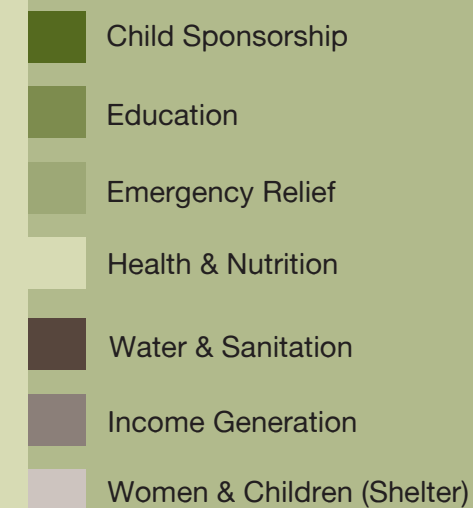 Child Sponsorship
Education
Emergency Relief
Health & Nutrition
Water & Sanitation
Income Generation
Women & Children (Shelter)